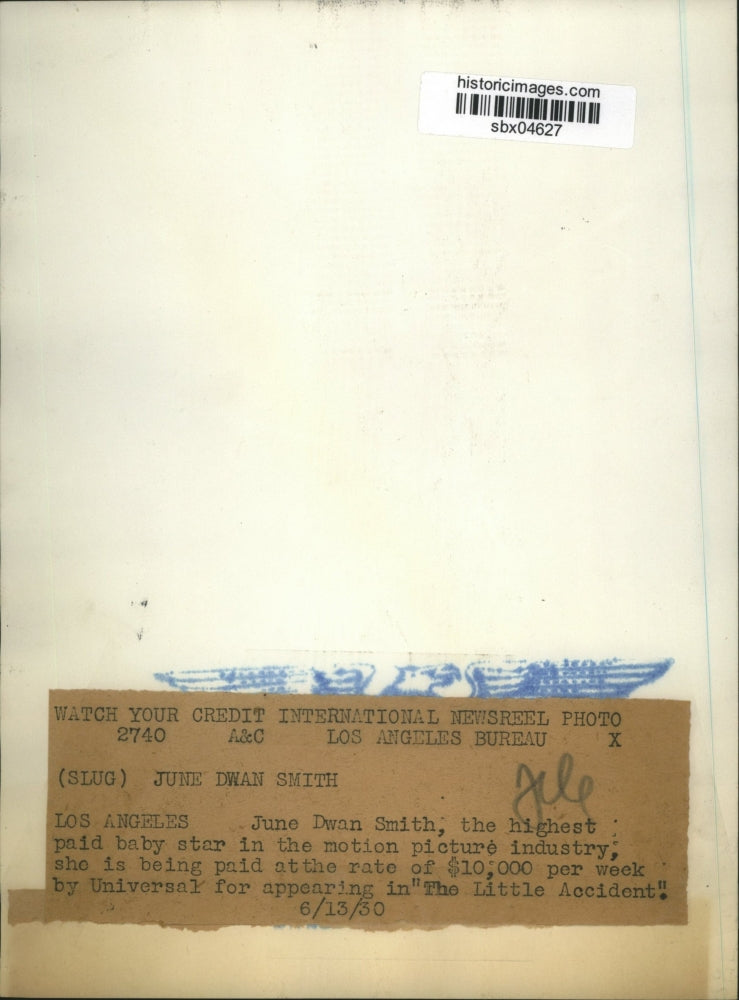 historicimages.com
sbx04627
WATCH YOUR CREDIT INTERNATIONAL NEWSREEL PHOTO
2740 A&C LOS ANGELES BUREAU X
(SLUG) JUNE DWAN SMITH
LOS ANGELES June Dwan Smith, the highest
paid baby star in the motion picture industry,
she is being paid at the rate of $10,000 per week
by Universal for appearing in "The Little Accident".
6/13/30